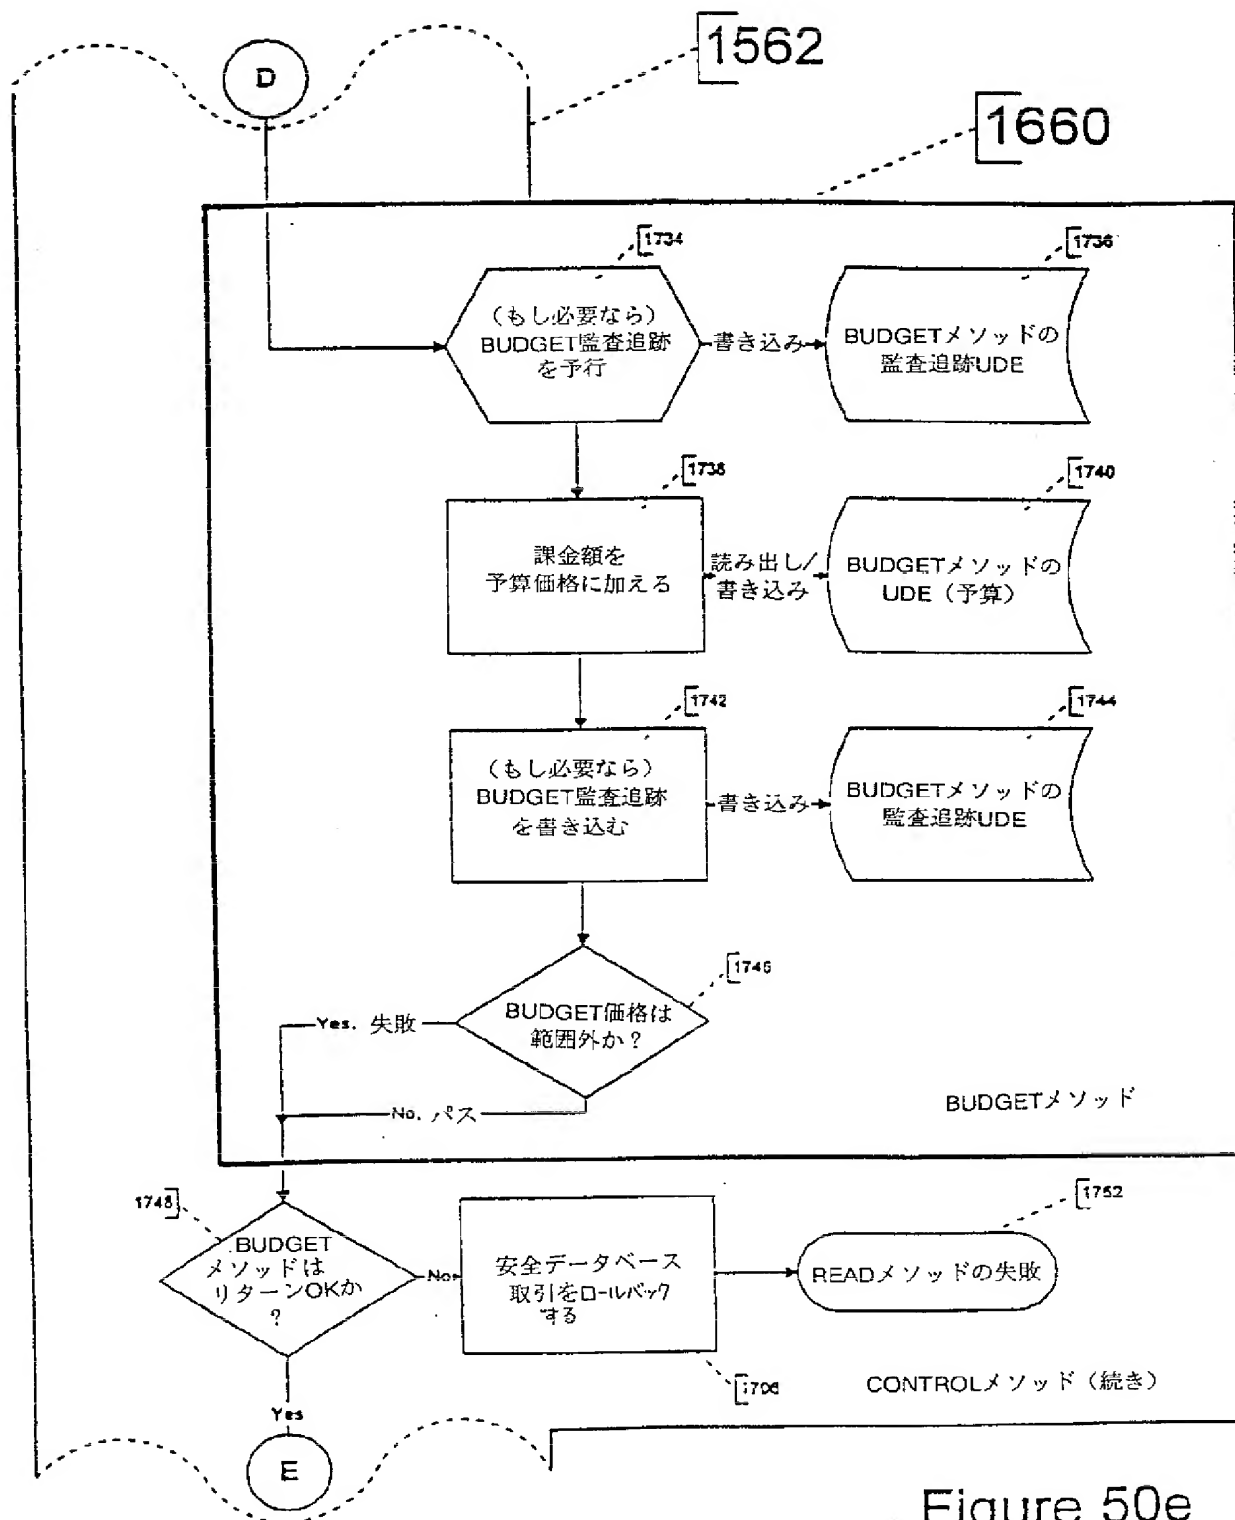 D
1562
1660
1734
1736
(もし必要なら)
BUDGET監査追跡
を予行
書き込み
BUDGETメソッドの
監査追跡UDE
1738
1740
課金額を
予算価格に加える
読み出し/
書き込み
BUDGETメソッドの
UDE(予算)
1742
1744
(もし必要なら)
BUDGET監査追跡
を書き込む
書き込み
BUDGETメソッドの
監査追跡UDE
1746
BUDGET価格は
範囲外か?
Yes. 失敗
No. パス
BUDGETメソッド
1748
BUDGET
メソッドは
リターンOKか
?
No
安全データベース
取引をロールバック
する
1752
READメソッドの失敗
1706
CONTROLメソッド(続き)
Yes
E
Figure 50e